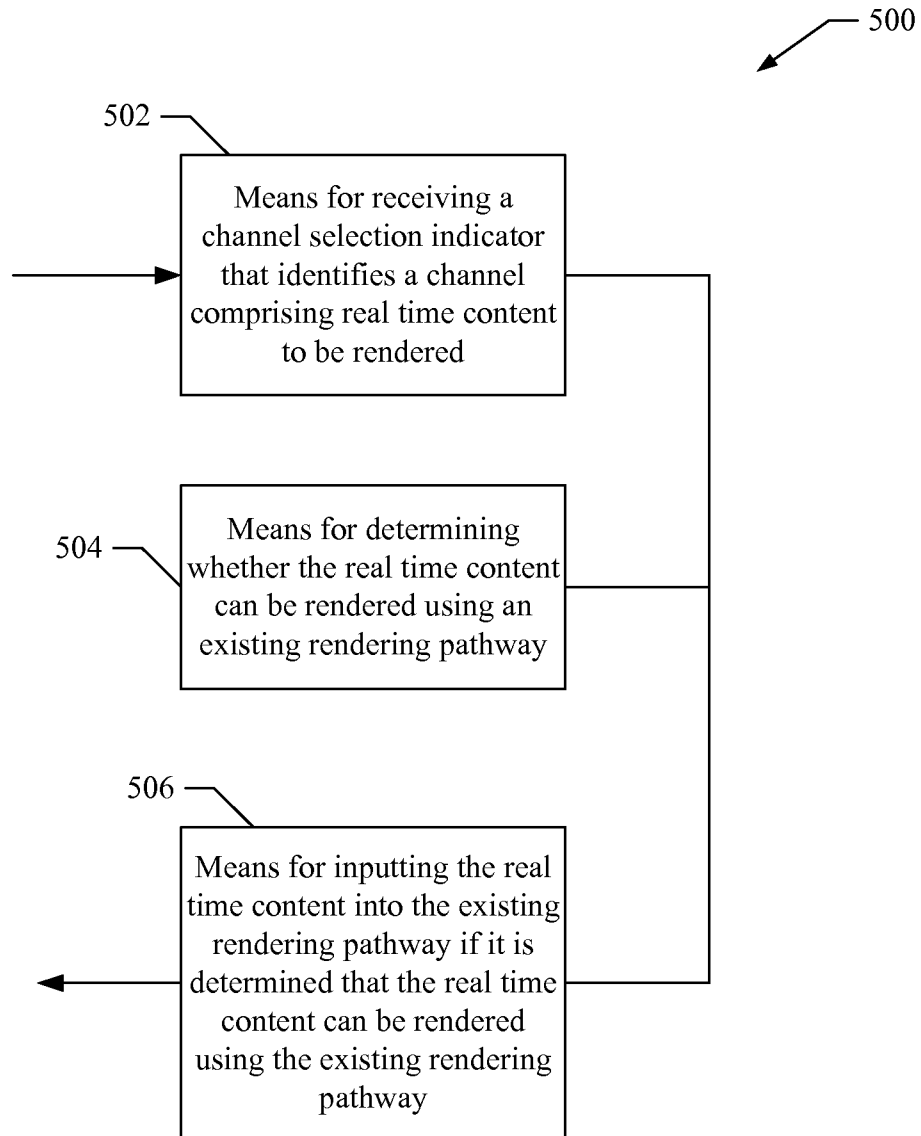 500
502
Means for receiving a
channel selection indicator
that identifies a channel
comprising real time content
to be rendered
504
Means for determining
whether the real time content
can be rendered using an
existing rendering pathway
506
Means for inputting the real
time content into the existing
rendering pathway if it is
determined that the real time
content can be rendered
using the existing rendering
pathway